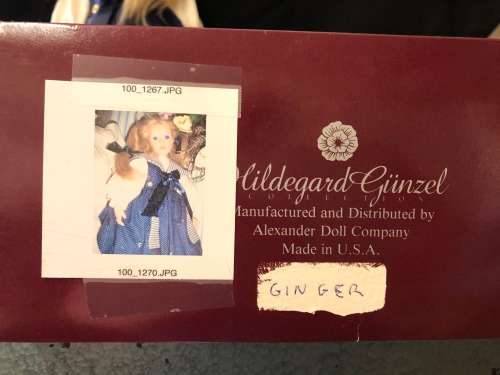 100_1267.JPG
100_1270.JPG
Hildegard Günzel
COLLECTION
Manufactured and Distributed by
Alexander Doll Company
Made in U.S.A.
GINGER